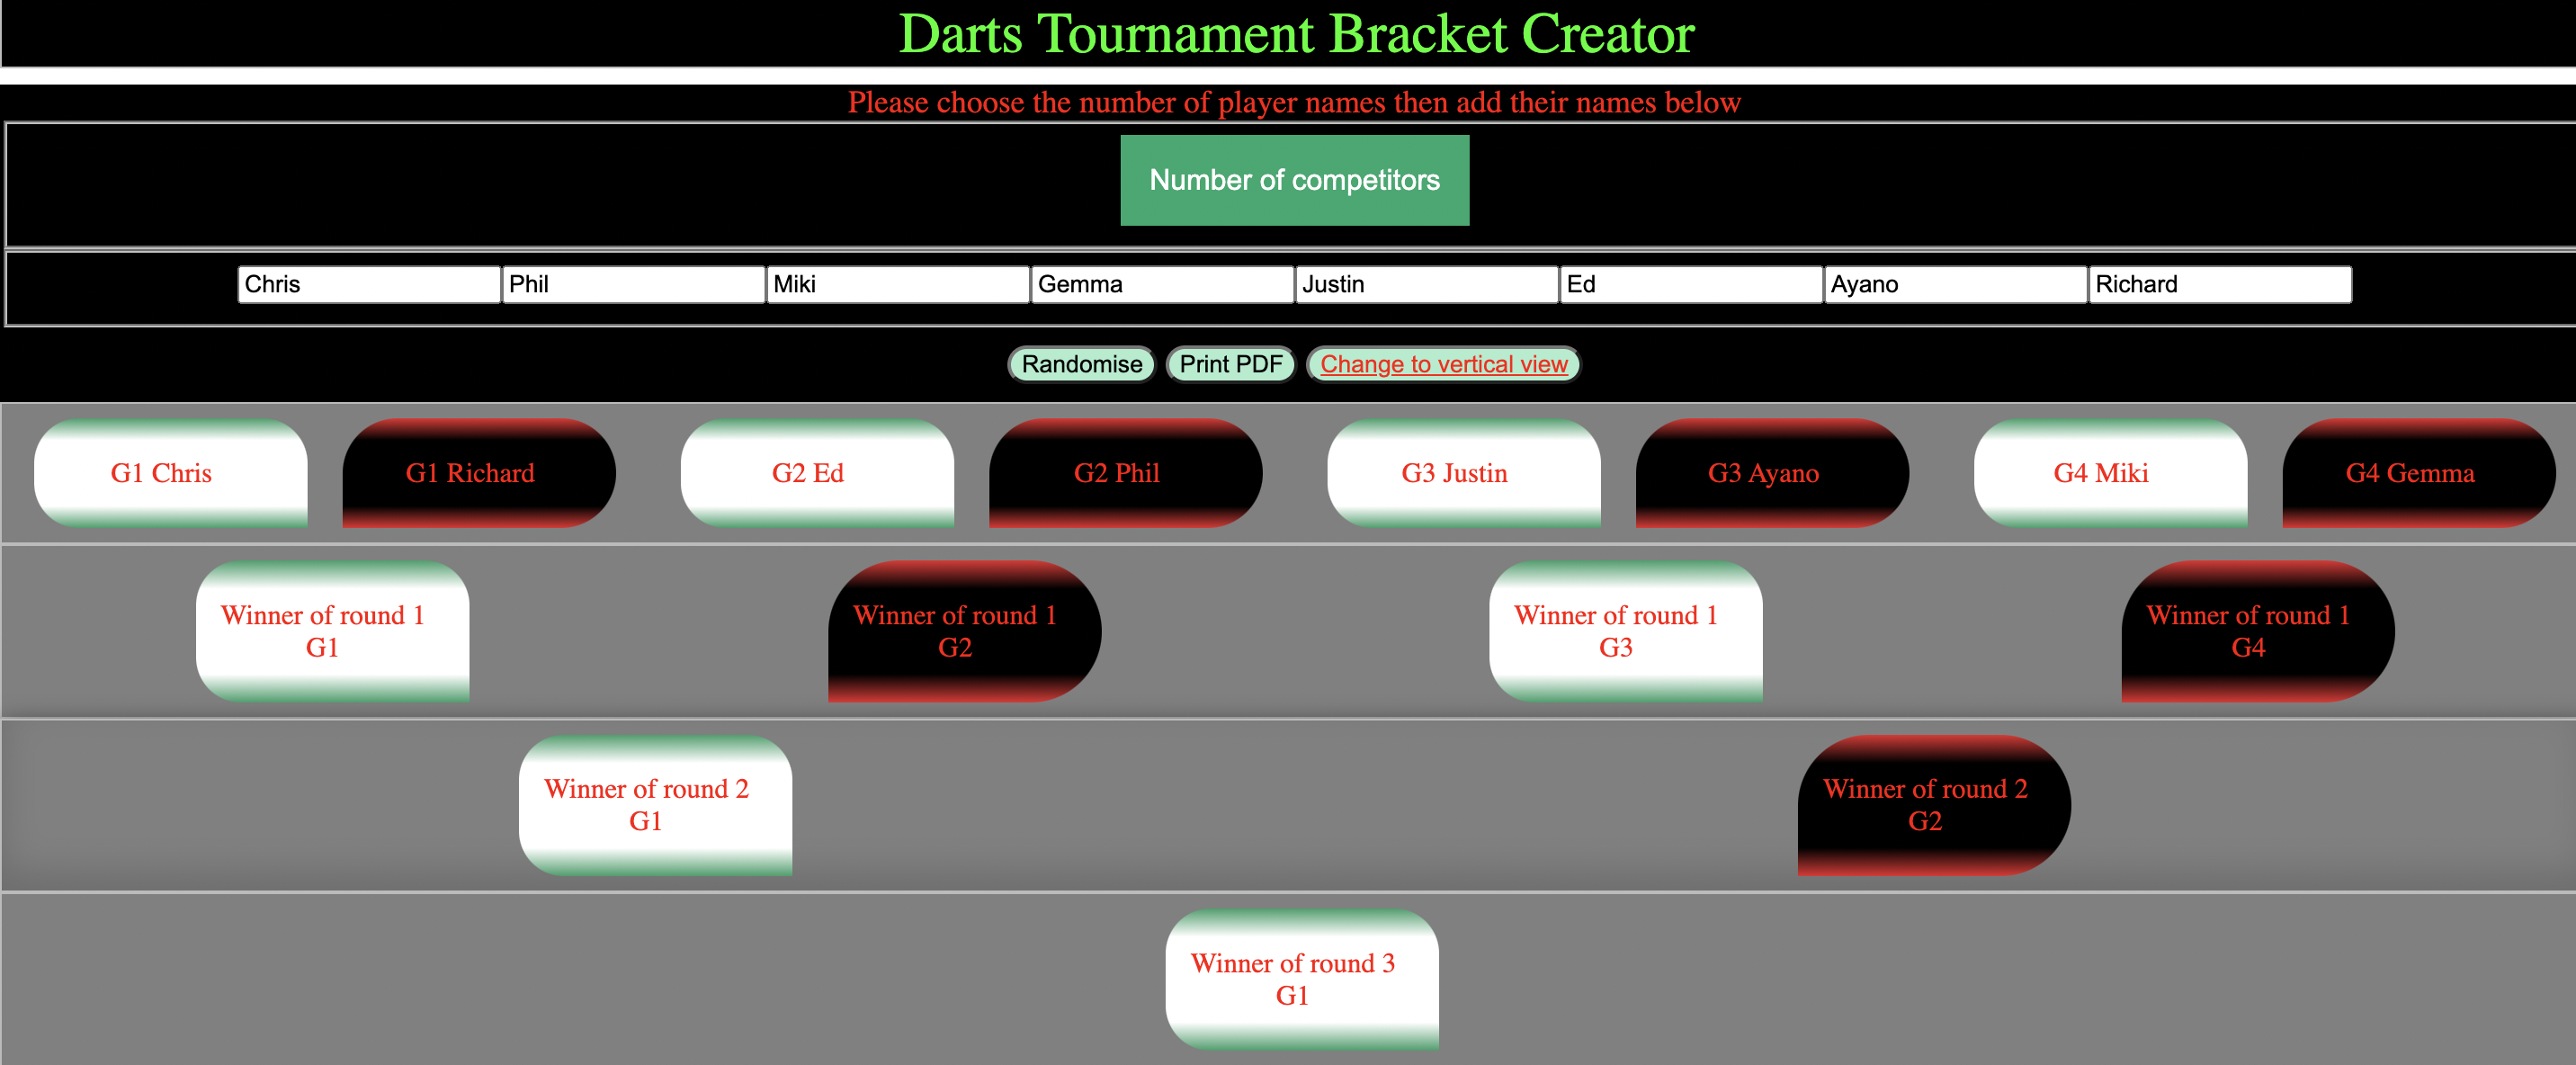 Darts Tournament Bracket Creator
Please choose the number of player names then add their names below
Number of competitors
Chris Phil Miki Gemma Justin Ed Ayano Richard
Randomise Print PDF Change to vertical view
G1 Chris G1 Richard G2 Ed G2 Phil G3 Justin G3 Ayano G4 Miki G4 Gemma
Winner of round 1 Winner of round 1 Winner of round 1 Winner of round 1
G1 G2 G3 G4
Winner of round 2 Winner of round 2
G1 G2
Winner of round 3
G1